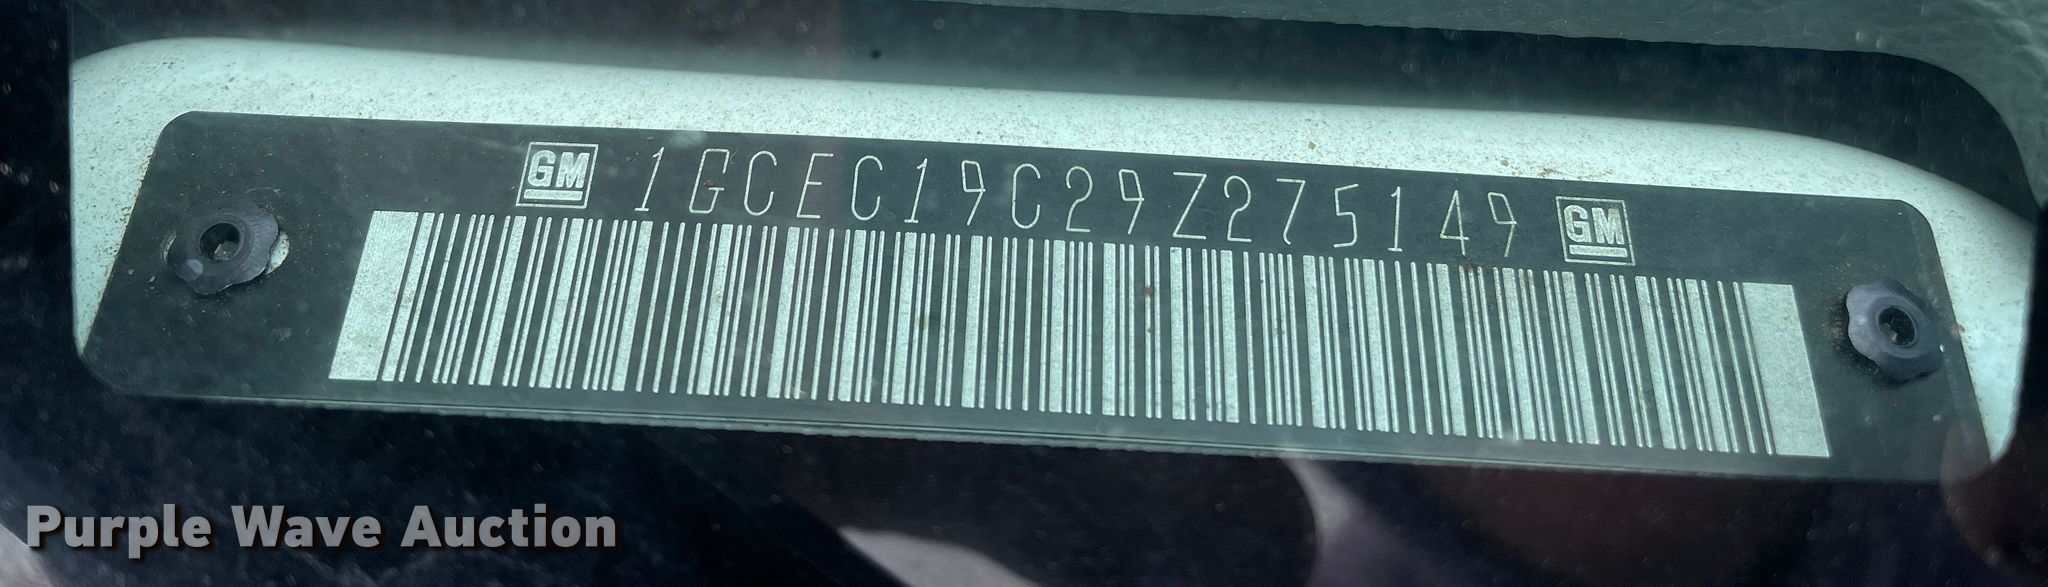 GM 1GCEC19C29Z275149 GM
Purple Wave Auction